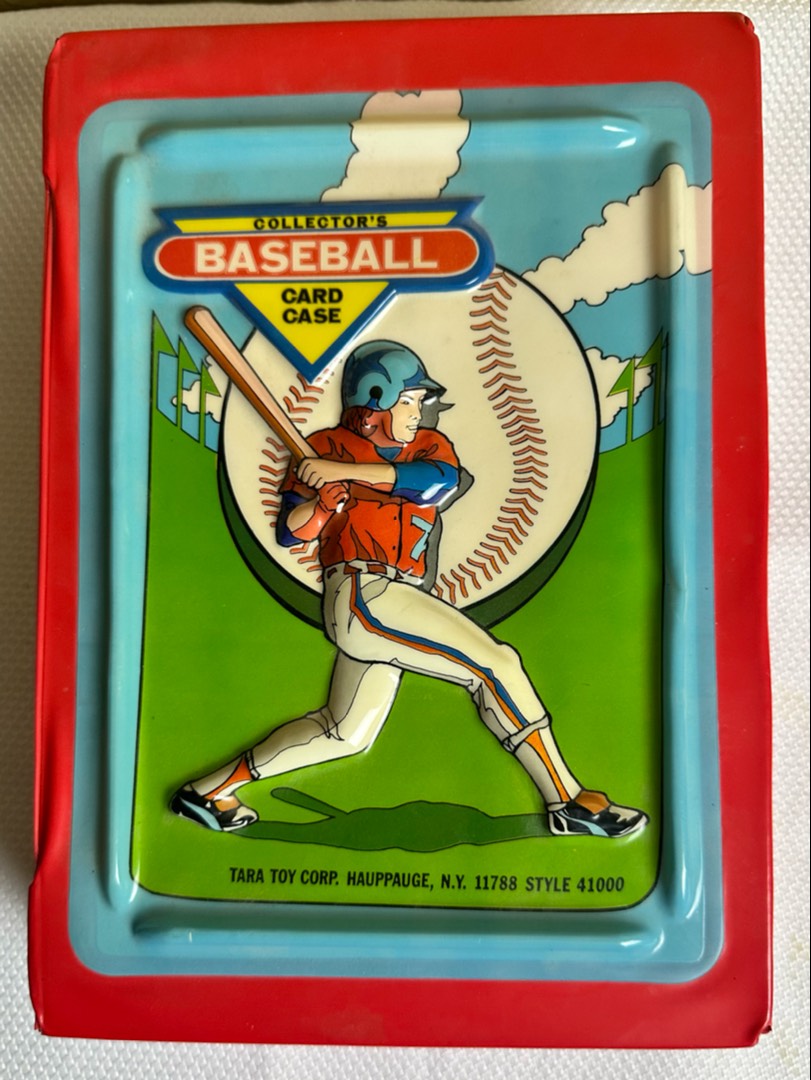 COLLECTOR'S
BASEBALL
CARD
CASE
7
TARA TOY CORP. HAUPPAUGE, N.Y. 11788 STYLE 41000